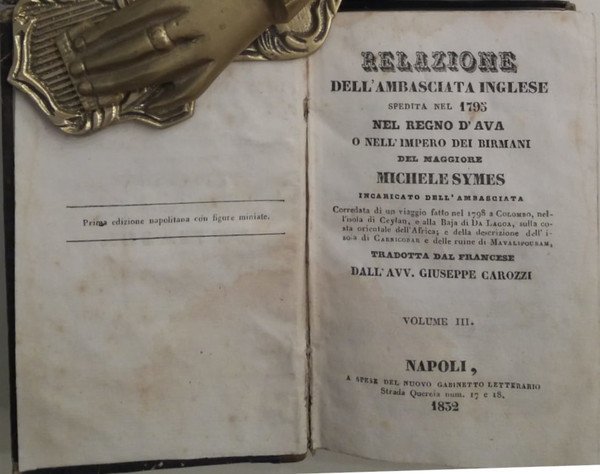 Prima edizione napolitana con figure miniate.
RELAZIONE
DELL'AMBASCIATA INGLESE
SPEDITA NEL 1795
NEL REGNO D'AVA
O NELL'IMPERO DEI BIRMANI
DEL MAGGIORE
MICHELE SYMES
INCARICATO DELL'AMBASCIATA
Corredata di un viaggio fatto nel 1798 a COLOMBO, nel-
l'isola di Ceylan, e alla Baja di DA LAGOA, sulla co-
sta orientale dell'Africa; e della descrizione dell' i-
sola di CARNICOBAR e delle ruine di MAVALIPOURAM,
TRADOTTA DAL FRANCESE
DALL'AVV. GIUSEPPE CAROZZI
VOLUME III.
NAPOLI,
A SPESE DEL NUOVO GABINETTO LETTERARIO
Strada Quercia num. 17 e 18.
1832